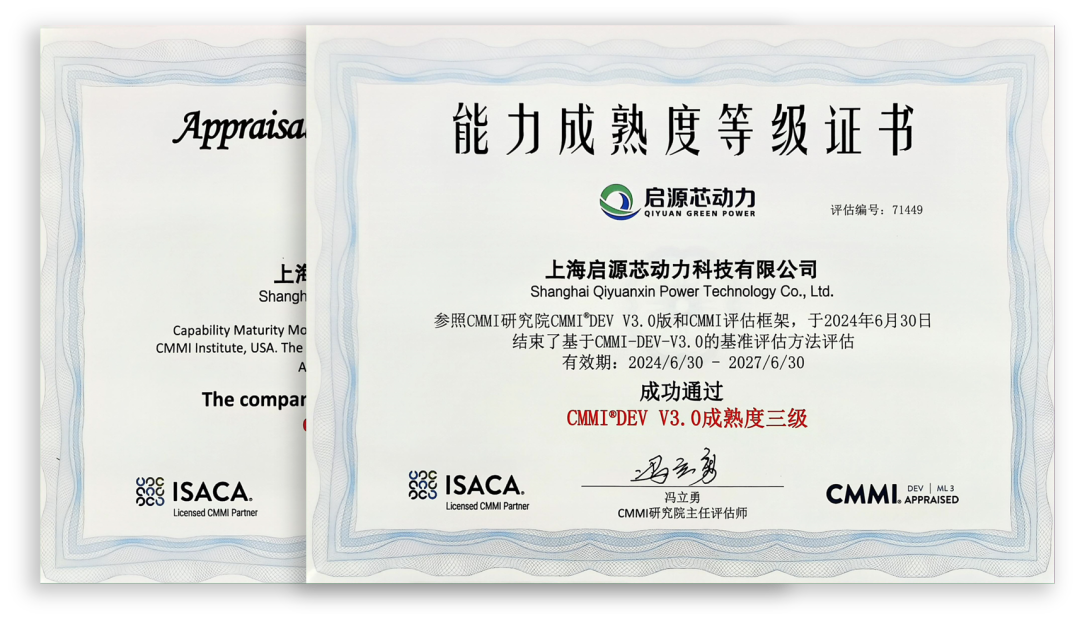 Appraisa
上海
Shangh
Capability Maturity Mo
CMMI Institute, USA. The
A
The compar
ISACA®
Licensed CMMI Partner
能力成熟度等级证书
启源芯动力
QIYUAN GREEN POWER
评估编号：71449
上海启源芯动力科技有限公司
Shanghai Qiyuanxin Power Technology Co., Ltd.
参照CMMI研究院CMMI®DEV V3.0版和CMMI评估框架，于2024年6月30日
结束了基于CMMI-DEV-V3.0的基准评估方法评估
有效期：2024/6/30 - 2027/6/30
成功通过
CMMI®DEV V3.0成熟度三级
ISACA®
Licensed CMMI Partner
冯立勇
冯立勇
CMMI研究院主任评估师
CMMI® DEV | ML 3
APPRAISED